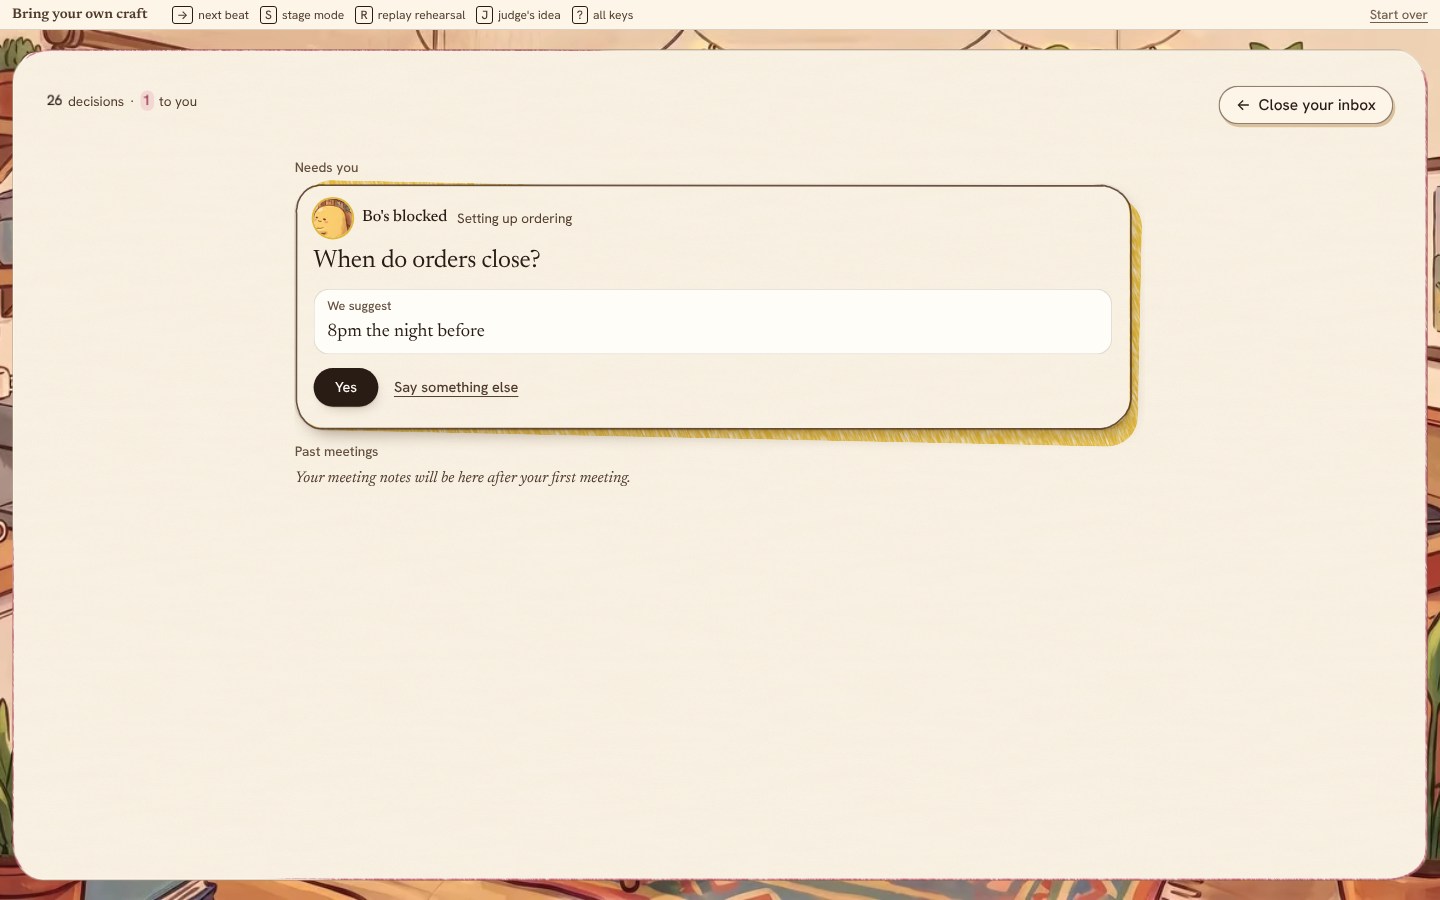 Bring your own craft → next beat S stage mode R replay rehearsal J judge's idea ? all keys Start over
26 decisions · 1 to you
← Close your inbox
Needs you
Bo's blocked Setting up ordering
When do orders close?
We suggest
8pm the night before
Yes Say something else
Past meetings
Your meeting notes will be here after your first meeting.